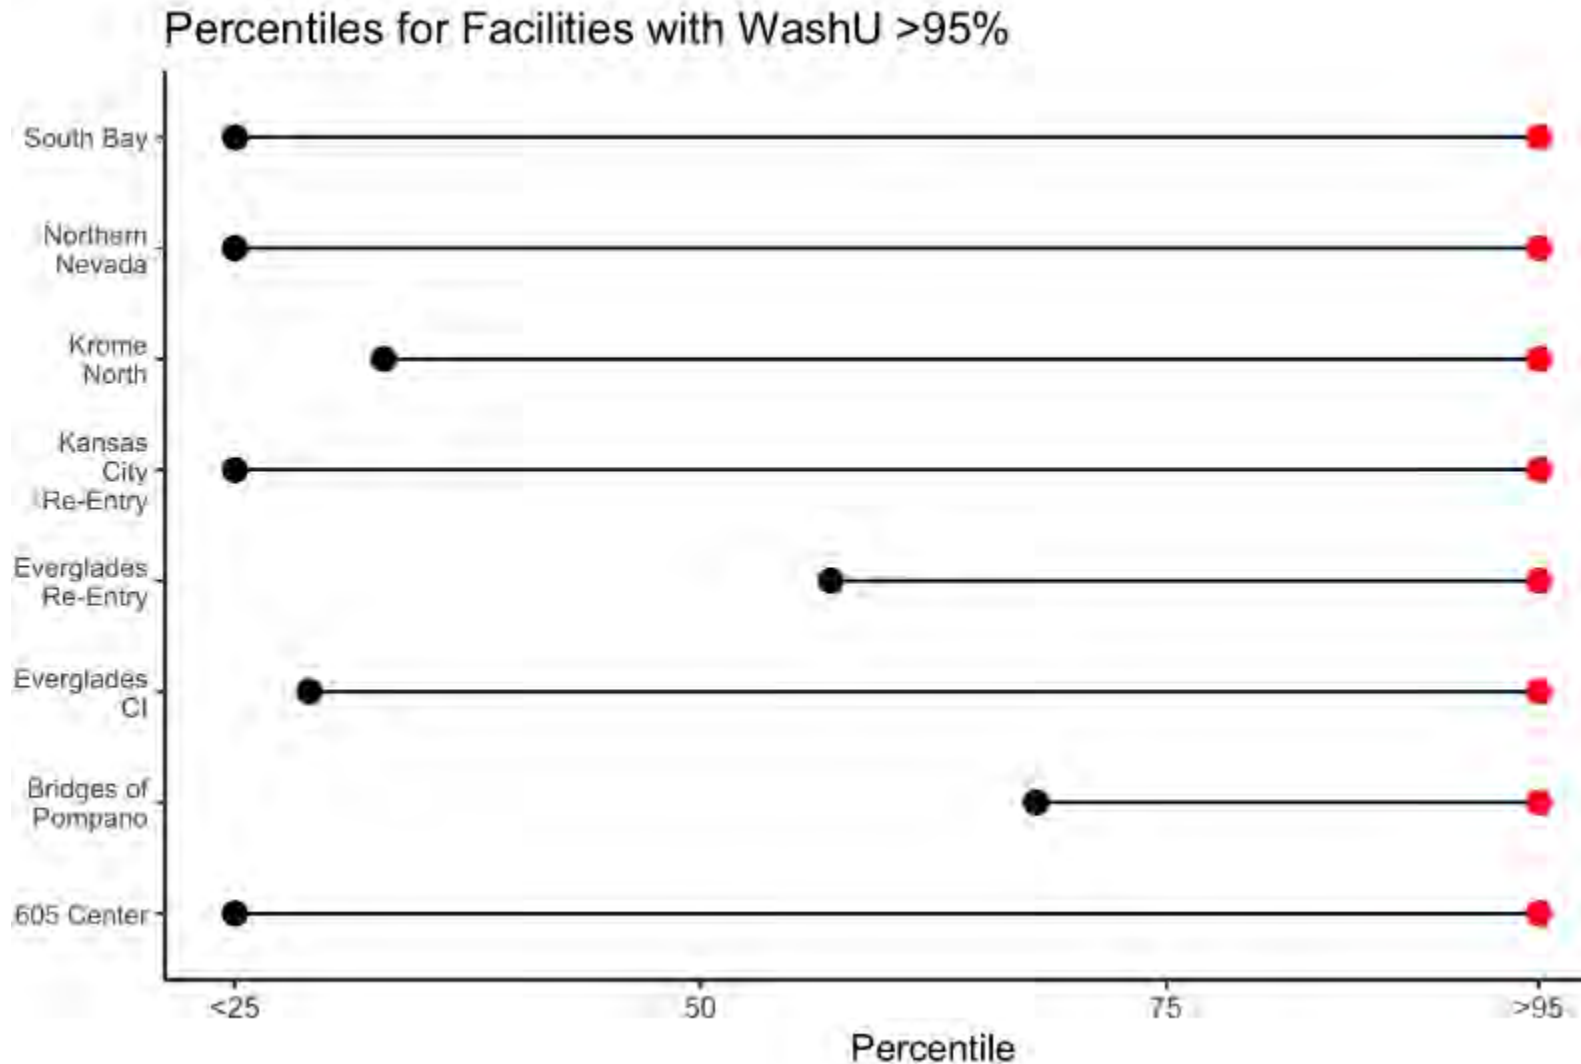 Percentiles for Facilities with WashU >95%
South Bay
Northern
Nevada
Krome
North
Kansas
City
Re-Entry
Everglades
Re-Entry
Everglades
CI
Bridges of
Pompano
605 Center
<25
50
75
>95
Percentile